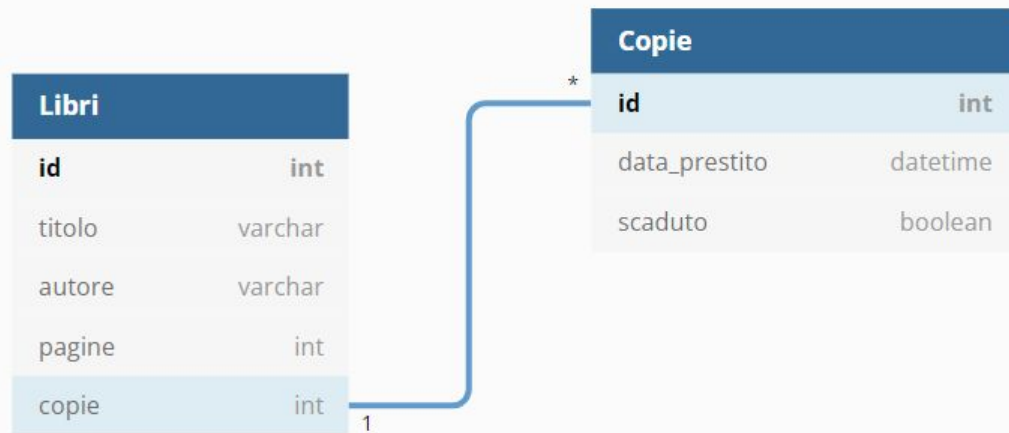 Libri
id int
titolo varchar
autore varchar
pagine int
copie int
1
*
Copie
id int
data_prestito datetime
scaduto boolean